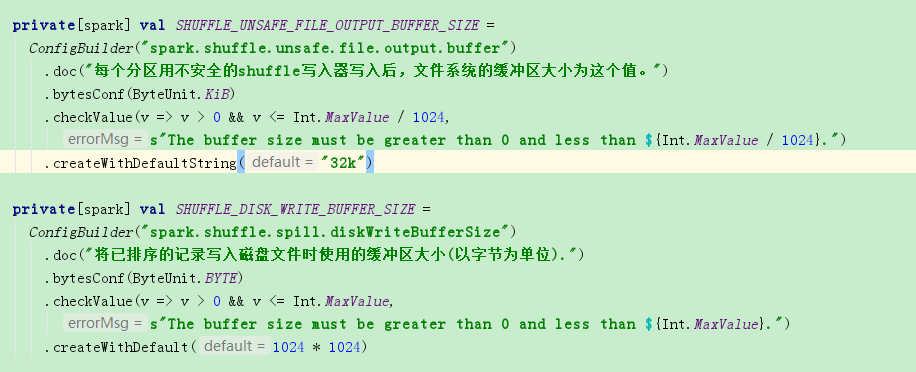 private[spark] val SHUFFLE_UNSAFE_FILE_OUTPUT_BUFFER_SIZE =
ConfigBuilder("spark.shuffle.unsafe.file.output.buffer")
.doc("每个分区用不安全的shuffle写入器写入后，文件系统的缓冲区大小为这个值。")
.bytesConf(ByteUnit.KiB)
.checkValue(v => v > 0 && v <= Int.MaxValue / 1024,
errorMsg = s"The buffer size must be greater than 0 and less than ${Int.MaxValue / 1024}.")
.createWithDefaultString( default = "32k")
private[spark] val SHUFFLE_DISK_WRITE_BUFFER_SIZE =
ConfigBuilder("spark.shuffle.spill.diskWriteBufferSize")
.doc("将已排序的记录写入磁盘文件时使用的缓冲区大小(以字节为单位).")
.bytesConf(ByteUnit.BYTE)
.checkValue(v => v > 0 && v <= Int.MaxValue,
errorMsg = s"The buffer size must be greater than 0 and less than ${Int.MaxValue}.")
.createWithDefault( default = 1024 * 1024)